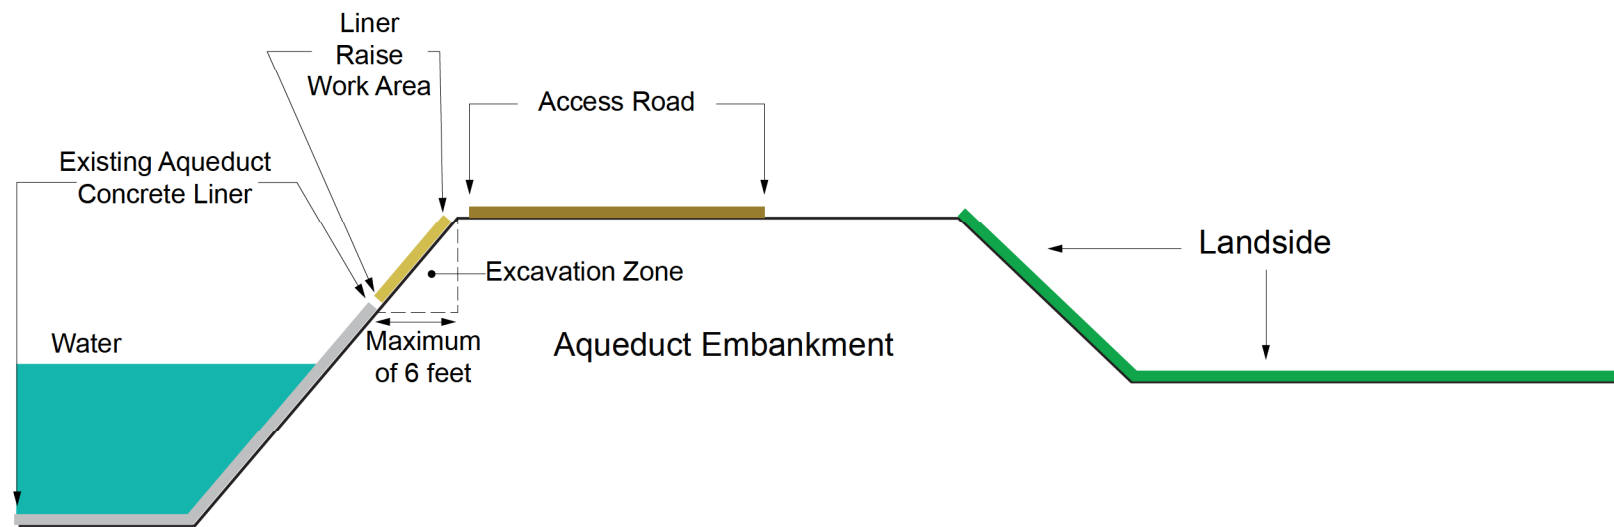 Liner
Raise
Work Area
Access Road
Existing Aqueduct
Concrete Liner
Landside
Excavation Zone
Water
Maximum
of 6 feet
Aqueduct Embankment